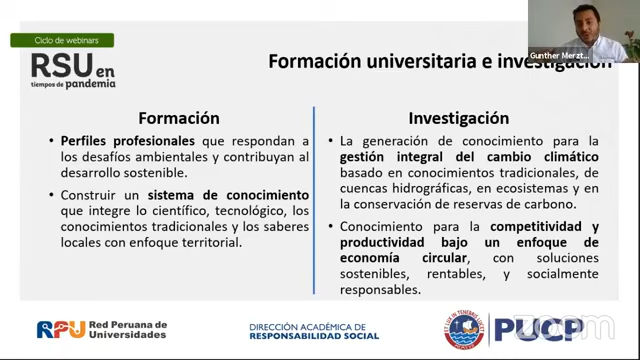 Ciclo de webinars
RSU en
tiempos de pandemia
Gunther Merzt...
Formación universitaria e investigación
Formación
• Perfiles profesionales que respondan a
los desafíos ambientales y contribuyan al
desarrollo sostenible.
• Construir un sistema de conocimiento
que integre lo científico, tecnológico, los
conocimientos tradicionales y los saberes
locales con enfoque territorial.
Investigación
• La generación de conocimiento para la
gestión integral del cambio climático
basado en conocimientos tradicionales, de
cuencas hidrográficas, en ecosistemas y en
la conservación de reservas de carbono.
• Conocimiento para la competitividad y
productividad bajo un enfoque de
economía circular, con soluciones
sostenibles, rentables, y socialmente
responsables.
RPU Red Peruana de
Universidades
DIRECCIÓN ACADÉMICA DE
RESPONSABILIDAD SOCIAL
PUCP
zoom